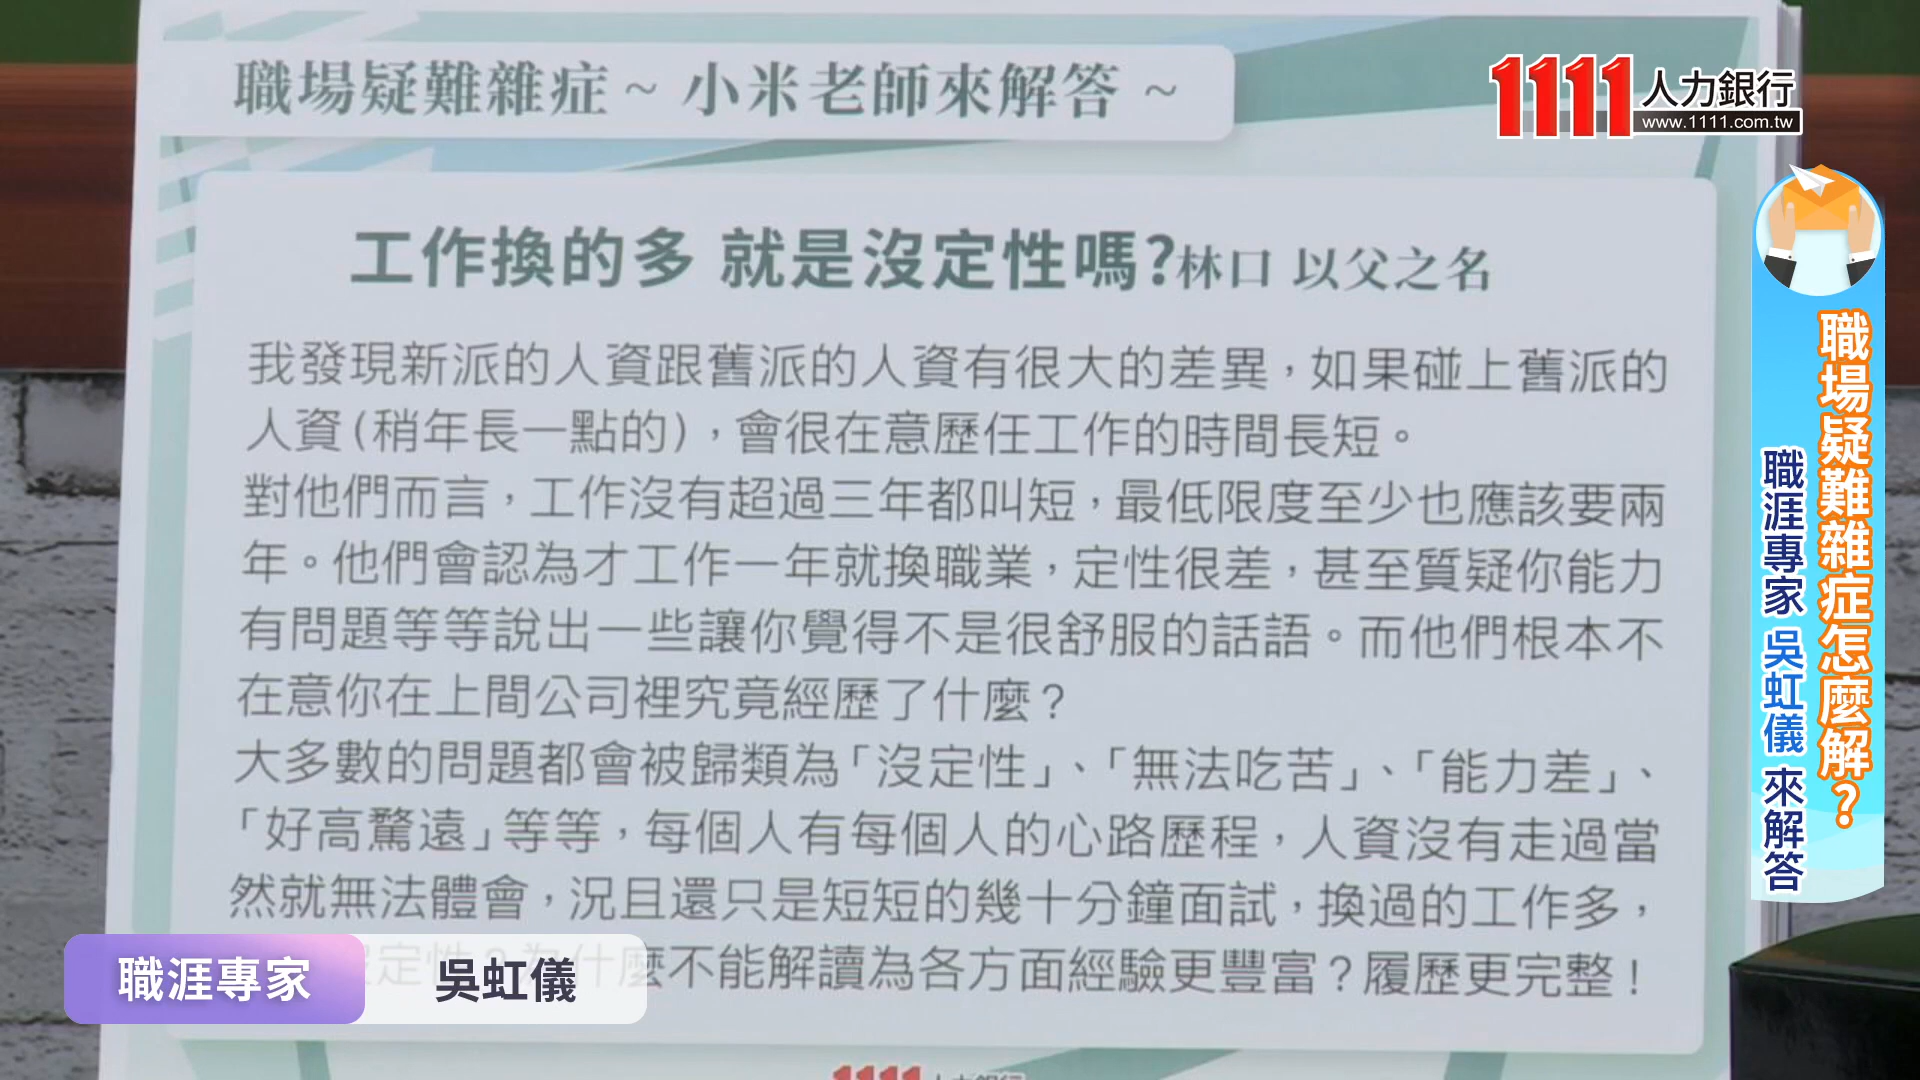 職場疑難雜症~ 小米老師來解答 ~
1111人力銀行
www.1111.com.tw
工作換的多 就是沒定性嗎?林口 以父之名
我發現新派的人資跟舊派的人資有很大的差異,如果碰上舊派的
人資(稍年長一點的),會很在意歷任工作的時間長短。
對他們而言,工作沒有超過三年都叫短,最低限度至少也應該要兩
年。他們會認為才工作一年就換職業,定性很差,甚至質疑你能力
有問題等等說出一些讓你覺得不是很舒服的話語。而他們根本不
在意你在上間公司裡究竟經歷了什麼?
大多數的問題都會被歸類為「沒定性」、「無法吃苦」、「能力差」、
「好高騖遠」等等,每個人有每個人的心路歷程,人資沒有走過當
然就無法體會,況且還只是短短的幾十分鐘面試,換過的工作多,
定性?為什麼不能解讀為各方面經驗更豐富?履歷更完整!
職場疑難雜症怎麼解?
職涯專家 吳虹儀 來解答
職涯專家 吳虹儀
1111人力銀行